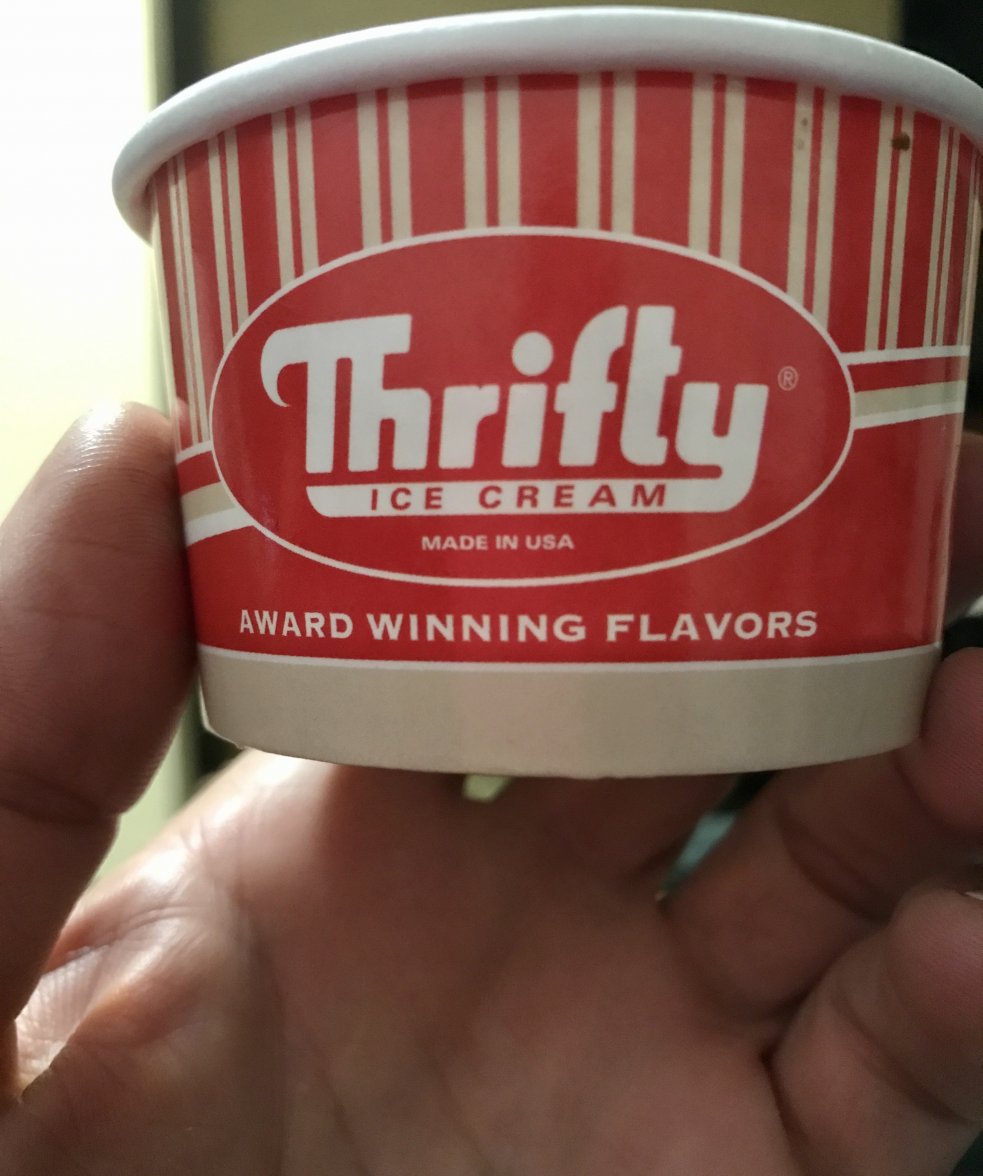 Thrifty®
ICE CREAM
MADE IN USA
AWARD WINNING FLAVORS